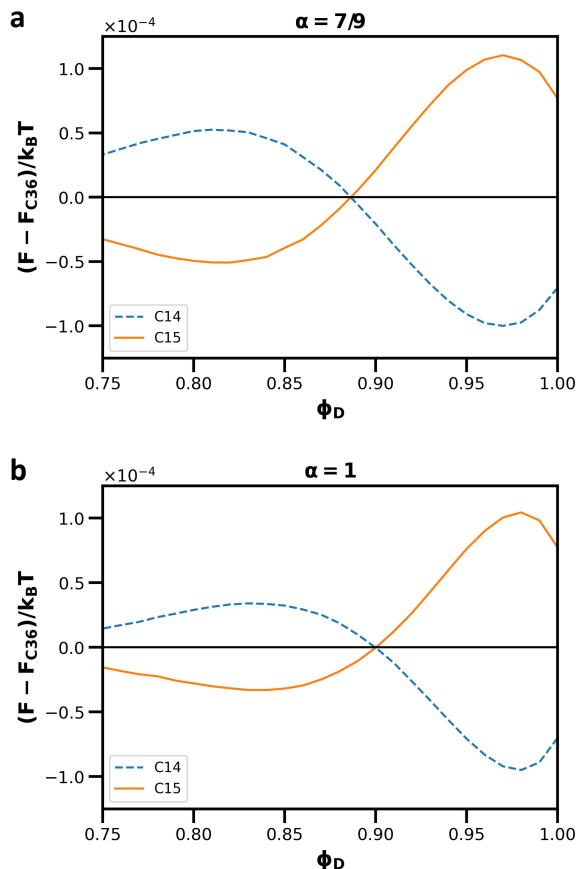 a
α = 7/9
×10⁻⁴
1.0
0.5
0.0
−0.5
−1.0
(F − F_C36)/k_BT
C14
C15
0.75 0.80 0.85 0.90 0.95 1.00
ϕ_D
b
α = 1
×10⁻⁴
1.0
0.5
0.0
−0.5
−1.0
(F − F_C36)/k_BT
C14
C15
0.75 0.80 0.85 0.90 0.95 1.00
ϕ_D